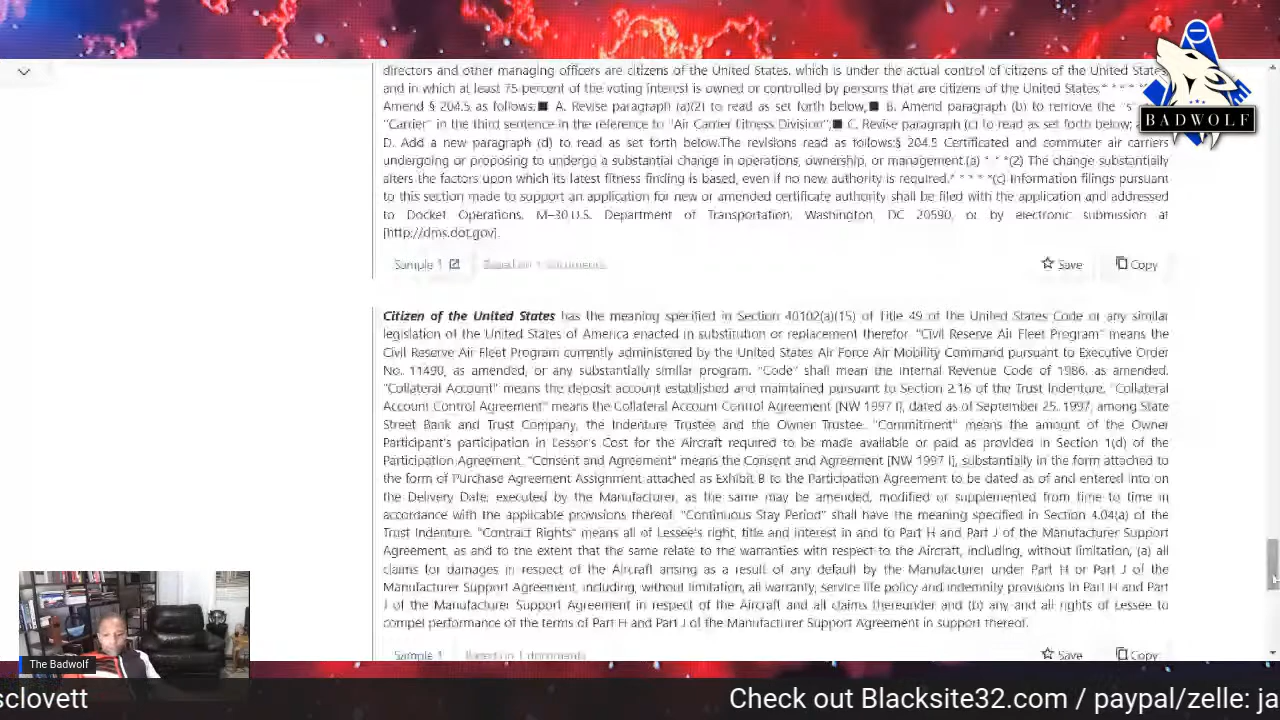 directors and other managing officers are citizens of the United States, which is under the actual control of citizens of the United States
and in which at least 75 percent of the voting interest is owned or controlled by persons that are citizens of the United States * * * *
Amend § 204.5, as follows:■ A. Revise paragraph (a)(2) to read as set forth below,■ B. Amend paragraph (b) to remove the "s"
"Carrier" in the third sentence in the reference to "Air Carrier Fitness Division",■ C. Revise paragraph (c) to read as set forth below;
D. Add a new paragraph (d) to read as set forth below.The revisions read as follows:§ 204.5 Certificated and commuter air carriers
undergoing or proposing to undergo a substantial change in operations, ownership, or management.(a) * * *(2) The change substantially
alters the factors upon which its latest fitness finding is based, even if no new authority is required.* * * * *(c) Information filings pursuant
to this section made to support an application for new or amended certificate authority shall be filed with the application and addressed
to Docket Operations, M–30.U.S. Department of Transportation, Washington, DC 20590, or by electronic submission at
[http://dms.dot.gov].
Sample 1
Based on documents
Save
Copy
Citizen of the United States has the meaning specified in Section 40102(a)(15) of Title 49 of the United States Code or any similar
legislation of the United States of America enacted in substitution or replacement therefor. "Civil Reserve Air Fleet Program" means the
Civil Reserve Air Fleet Program currently administered by the United States Air Force Air Mobility Command pursuant to Executive Order
No. 11490, as amended, or any substantially similar program. "Code" shall mean the Internal Revenue Code of 1986, as amended.
"Collateral Account" means the deposit account established and maintained pursuant to Section 2.16 of the Trust Indenture. "Collateral
Account Control Agreement" means the Collateral Account Control Agreement [NW 1997 I], dated as of September 25, 1997, among State
Street Bank and Trust Company, the Indenture Trustee and the Owner Trustee. "Commitment" means the amount of the Owner
Participant's participation in Lessor's Cost for the Aircraft required to be made available or paid as provided in Section 1(d) of the
Participation Agreement. "Consent and Agreement" means the Consent and Agreement [NW 1997 I], substantially in the form attached to
the form of Purchase Agreement Assignment attached as Exhibit B to the Participation Agreement to be dated as of and entered into on
the Delivery Date, executed by the Manufacturer, as the same may be amended, modified or supplemented from time to time in
accordance with the applicable provisions thereof. "Continuous Stay Period" shall have the meaning specified in Section 4.04(a) of the
Trust Indenture. "Contract Rights" means all of Lessee's right, title and interest in and to Part H and Part J of the Manufacturer Support
Agreement, as and to the extent that the same relate to the warranties with respect to the Aircraft, including, without limitation, (a) all
claims for damages in respect of the Aircraft arising as a result of any default by the Manufacturer under Part H or Part J of the
Manufacturer Support Agreement, including, without limitation, all warranty, service life policy and indemnity provisions in Part H and Part
J of the Manufacturer Support Agreement in respect of the Aircraft and all claims thereunder and (b) any and all rights of Lessee to
compel performance of the terms of Part H and Part J of the Manufacturer Support Agreement in support thereof.
Sample 1
Based on 1 documents
Save
Copy
BADWOLF
The Badwolf
sclovett
Check out Blacksite32.com / paypal/zelle: ja